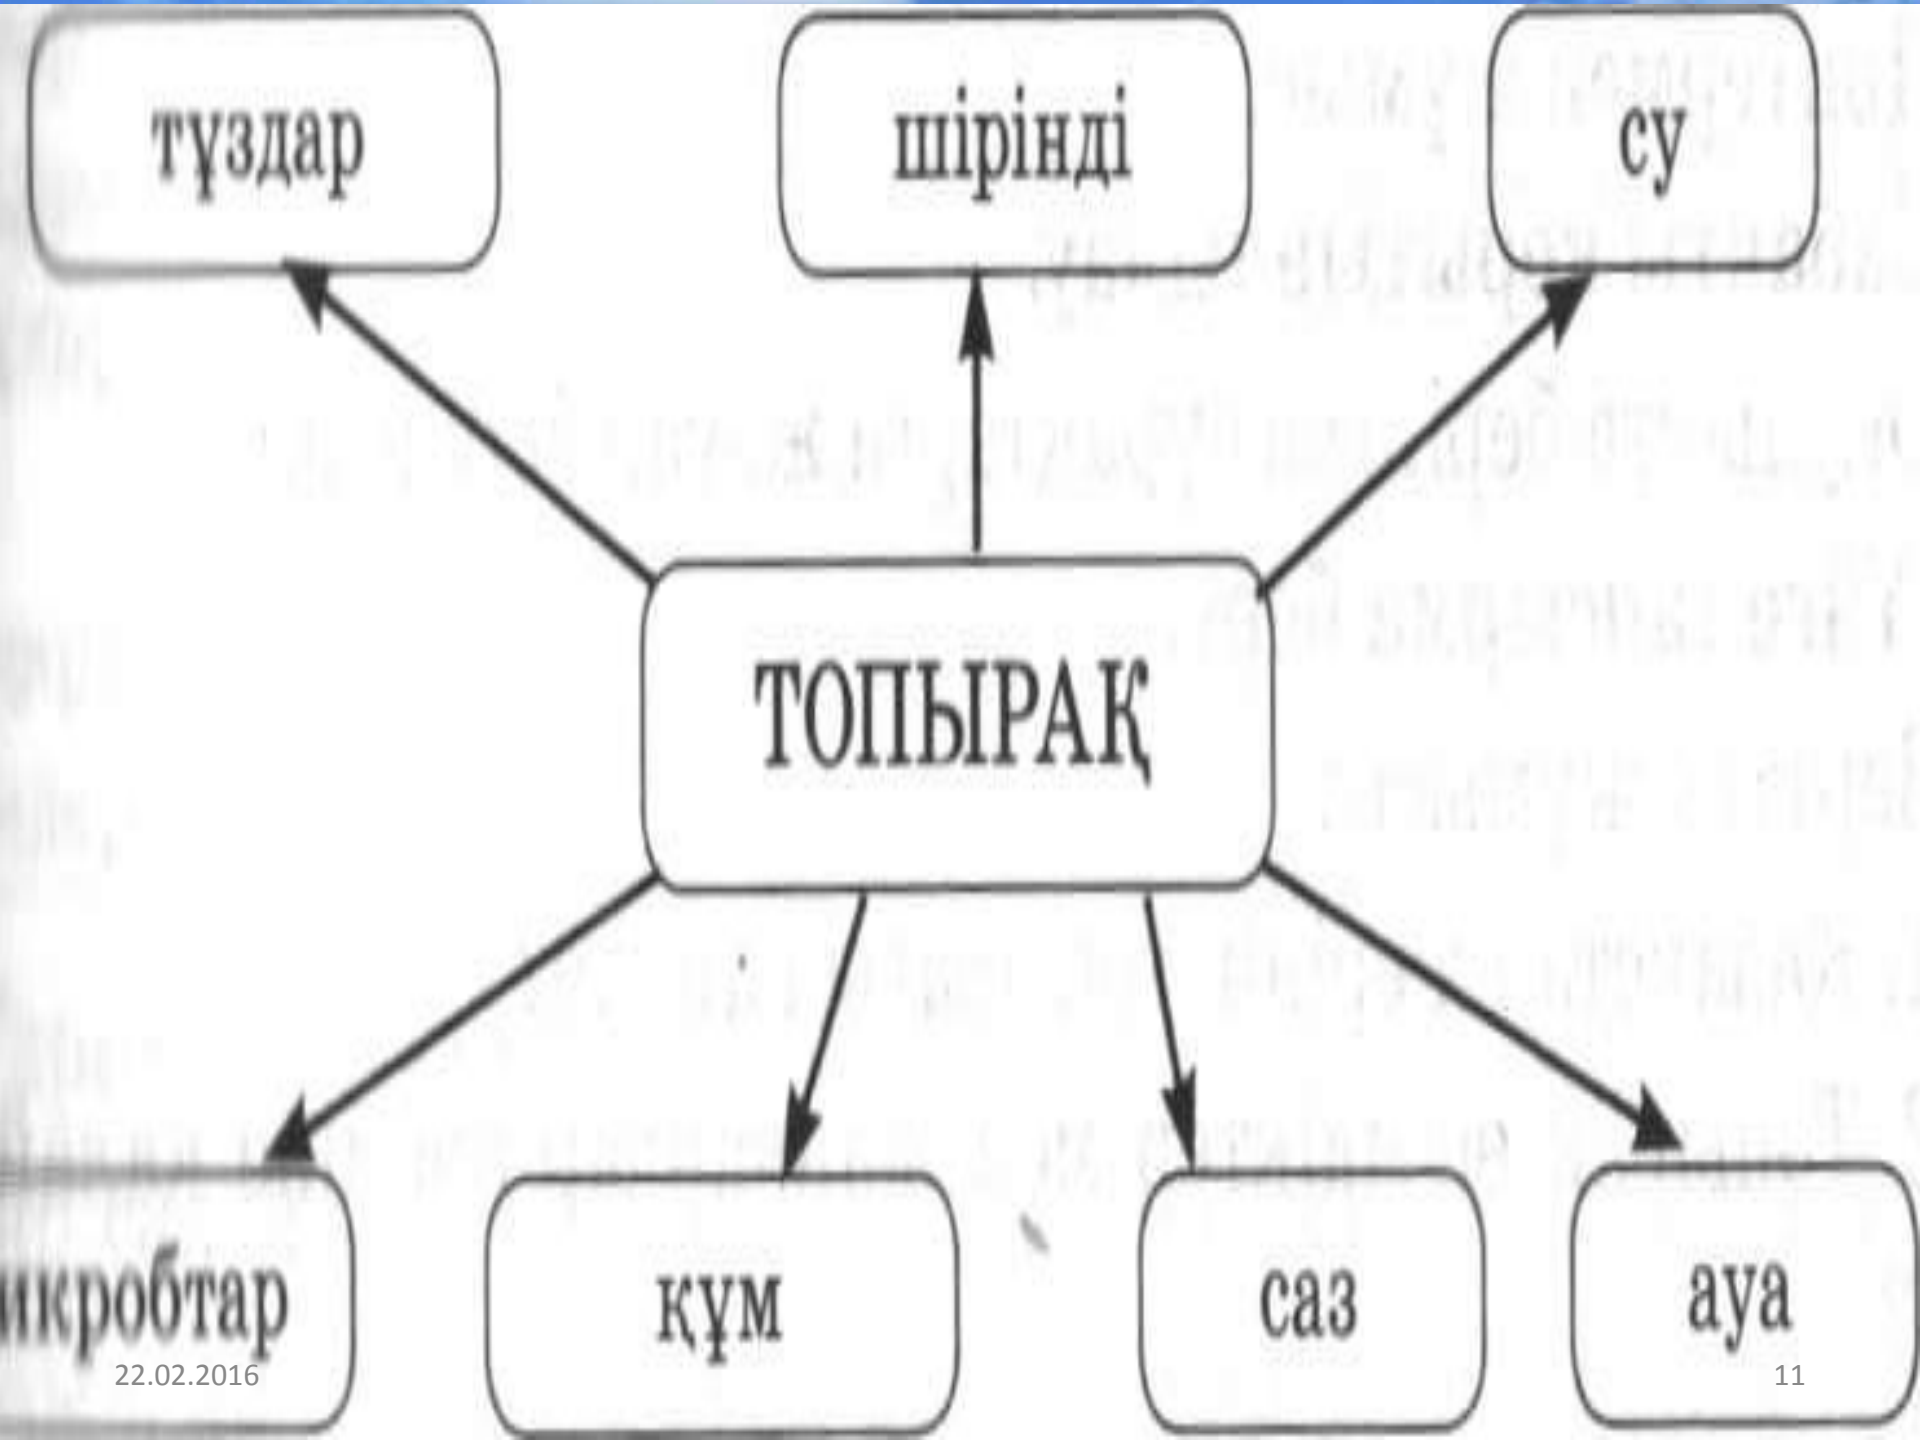 тұздар
шірінді
су
ТОПЫРАҚ
икробтар
құм
саз
ауа
22.02.2016
11